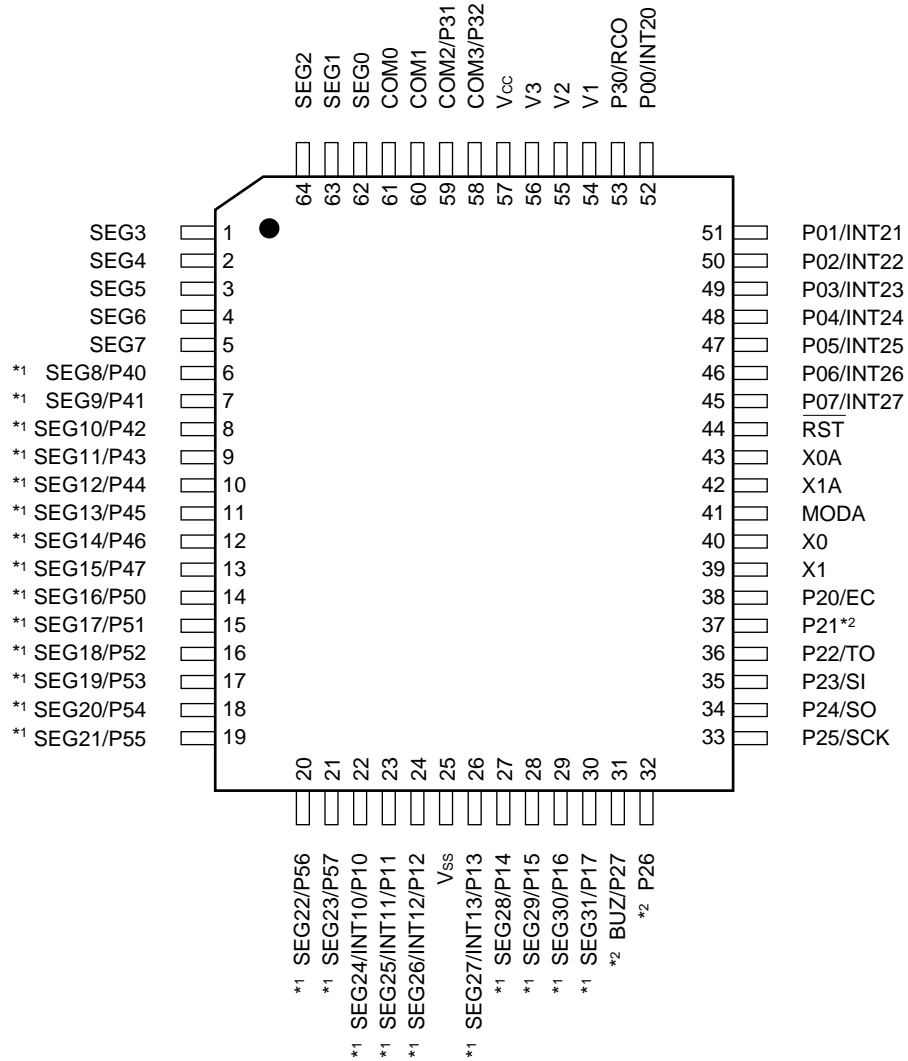 SEG2
SEG1
SEG0
COM0
COM1
COM2/P31
COM3/P32
Vcc
V3
V2
V1
P30/RCO
P00/INT20
64
63
62
61
60
59
58
57
56
55
54
53
52
SEG3 1
SEG4 2
SEG5 3
SEG6 4
SEG7 5
*1 SEG8/P40 6
*1 SEG9/P41 7
*1 SEG10/P42 8
*1 SEG11/P43 9
*1 SEG12/P44 10
*1 SEG13/P45 11
*1 SEG14/P46 12
*1 SEG15/P47 13
*1 SEG16/P50 14
*1 SEG17/P51 15
*1 SEG18/P52 16
*1 SEG19/P53 17
*1 SEG20/P54 18
*1 SEG21/P55 19
51 P01/INT21
50 P02/INT22
49 P03/INT23
48 P04/INT24
47 P05/INT25
46 P06/INT26
45 P07/INT27
44 RST
43 X0A
42 X1A
41 MODA
40 X0
39 X1
38 P20/EC
37 P21*2
36 P22/TO
35 P23/SI
34 P24/SO
33 P25/SCK
20
21
22
23
24
25
26
27
28
29
30
31
32
*1 SEG22/P56
*1 SEG23/P57
*1 SEG24/INT10/P10
*1 SEG25/INT11/P11
*1 SEG26/INT12/P12
Vss
*1 SEG27/INT13/P13
*1 SEG28/P14
*1 SEG29/P15
*1 SEG30/P16
*1 SEG31/P17
*2 BUZ/P27
*2 P26